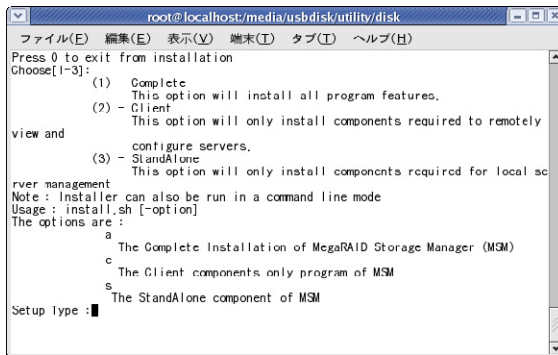 root@localhost:/media/usbdisk/utility/disk
ファイル(F) 編集(E) 表示(V) 端末(T) タブ(T) ヘルプ(H)
Press 0 to exit from installation
Choose[1-3]:
(1) Complete
This option will install all program features.
(2) - Client
This option will only install components required to remotely
view and
configure servers.
(3) - StandAlone
This option will only install components required for local se
rver management
Note : Installer can also be run in a command line mode
Usage : install.sh [-option]
The options are :
a
The Complete Installation of MegaRAID Storage Manager (MSM)
c
The Client components only program of MSM
s
The StandAlone component of MSM
Setup Type :